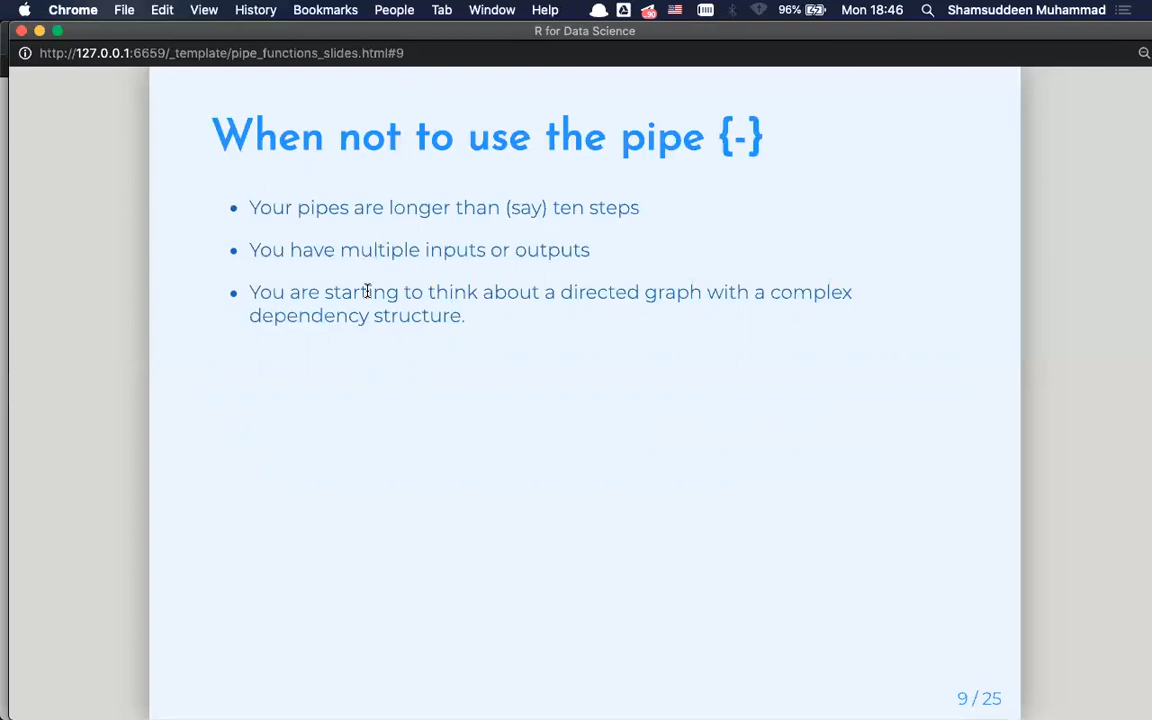 Chrome File Edit View History Bookmarks People Tab Window Help 96% Mon 18:46 Shamsuddeen Muhammad
R for Data Science
http://127.0.0.1:6659/_template/pipe_functions_slides.html#9
When not to use the pipe {-}
• Your pipes are longer than (say) ten steps
• You have multiple inputs or outputs
• You are starting to think about a directed graph with a complex
dependency structure.
9 / 25